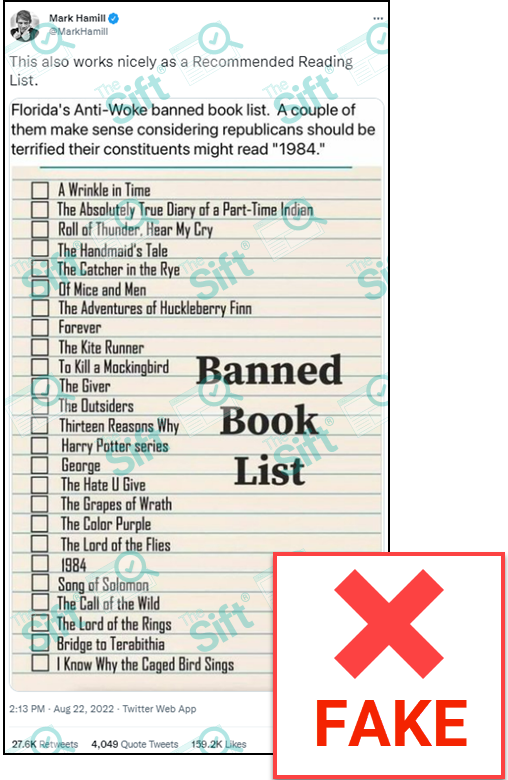 Mark Hamill
@MarkHamill
This also works nicely as a Recommended Reading
List.
Florida's Anti-Woke banned book list. A couple of
them make sense considering republicans should be
terrified their constituents might read "1984."
A Wrinkle in Time
The Absolutely True Diary of a Part-Time Indian
Roll of Thunder, Hear My Cry
The Handmaid's Tale
The Catcher in the Rye
Of Mice and Men
The Adventures of Huckleberry Finn
Forever
The Kite Runner
To Kill a Mockingbird
The Giver
The Outsiders
Thirteen Reasons Why
Harry Potter series
George
The Hate U Give
The Grapes of Wrath
The Color Purple
The Lord of the Flies
1984
Song of Solomon
The Call of the Wild
The Lord of the Rings
Bridge to Terabithia
I Know Why the Caged Bird Sings
Banned
Book
List
2:13 PM · Aug 22, 2022 · Twitter Web App
27.6K Retweets 4,049 Quote Tweets 159.2K Likes
FAKE
The Sift